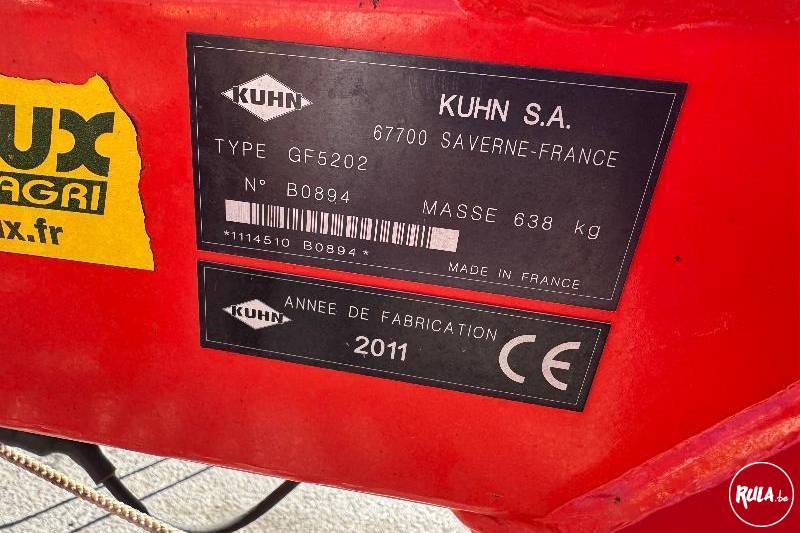 UX
AGRI
x.fr
KUHN
KUHN S.A.
67700 SAVERNE-FRANCE
TYPE GF5202
N° B0894
MASSE 638 kg
*1114510 B0894*
MADE IN FRANCE
KUHN
ANNEE DE FABRICATION
2011
CE
RULA.be